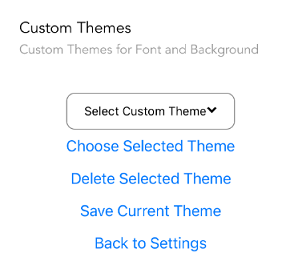 Custom Themes
Custom Themes for Font and Background
Select Custom Theme
Choose Selected Theme
Delete Selected Theme
Save Current Theme
Back to Settings